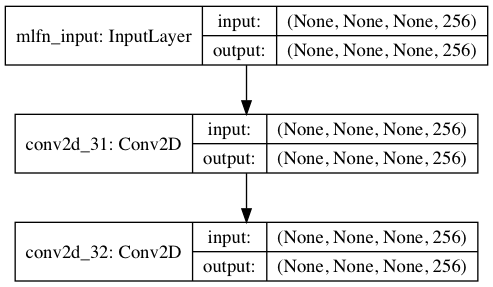 mlfn_input: InputLayer
input: (None, None, None, 256)
output: (None, None, None, 256)
conv2d_31: Conv2D
input: (None, None, None, 256)
output: (None, None, None, 256)
conv2d_32: Conv2D
input: (None, None, None, 256)
output: (None, None, None, 256)